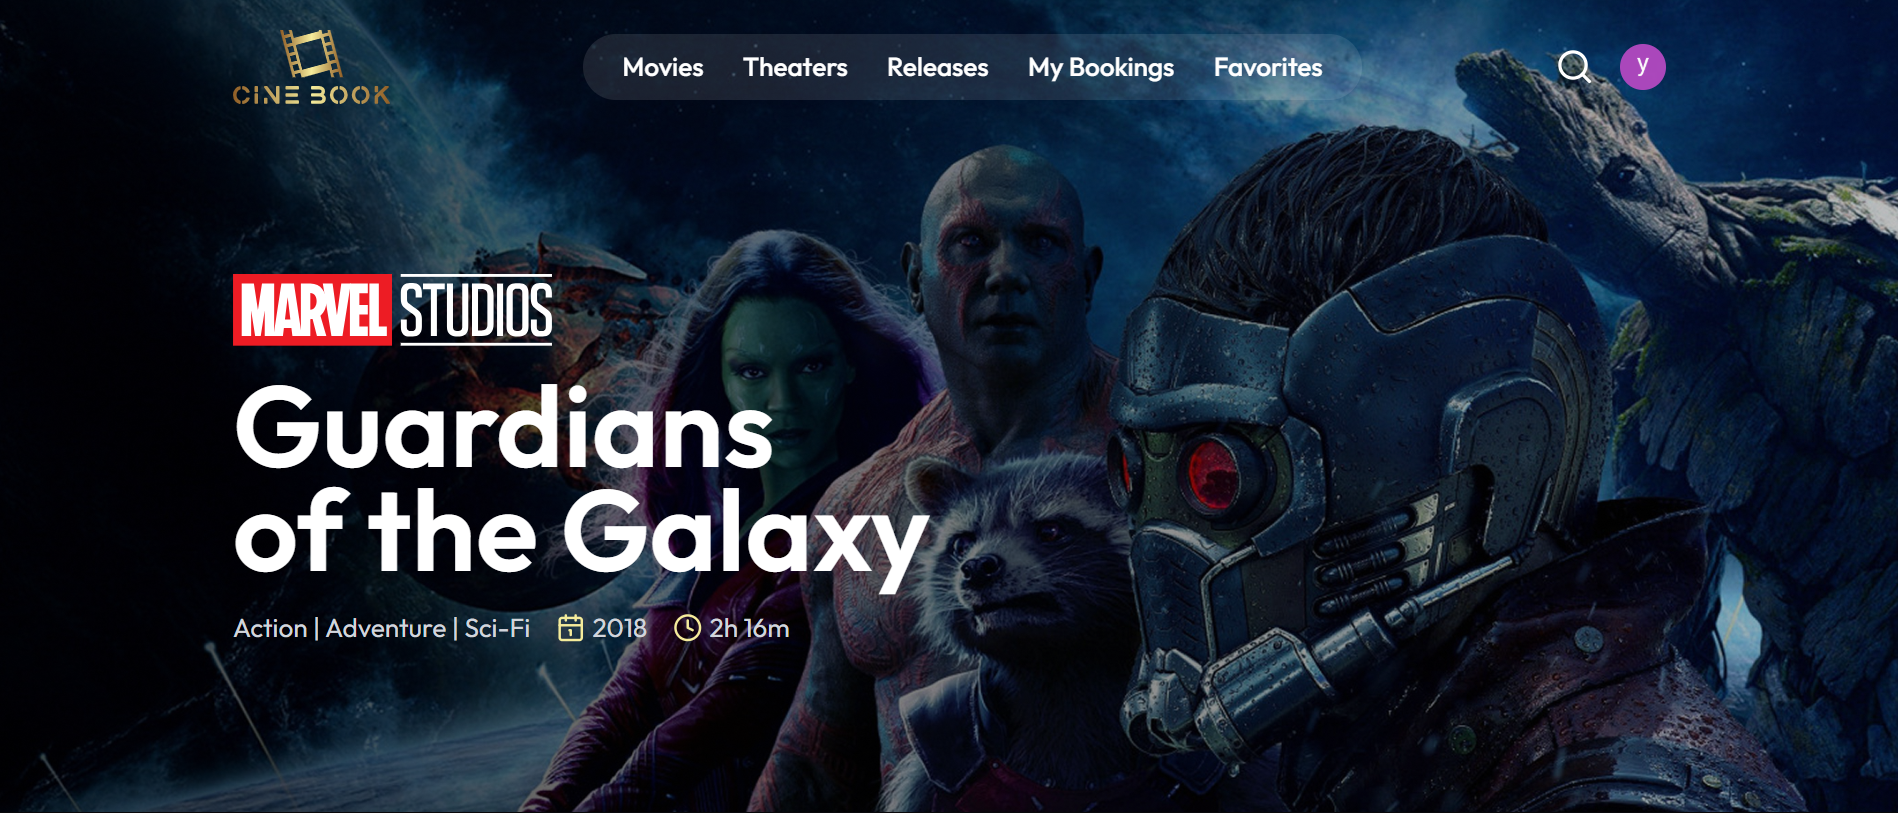 CINE BOOK
Movies Theaters Releases My Bookings Favorites
y
MARVEL STUDIOS
Guardians
of the Galaxy
Action | Adventure | Sci-Fi 2018 2h 16m